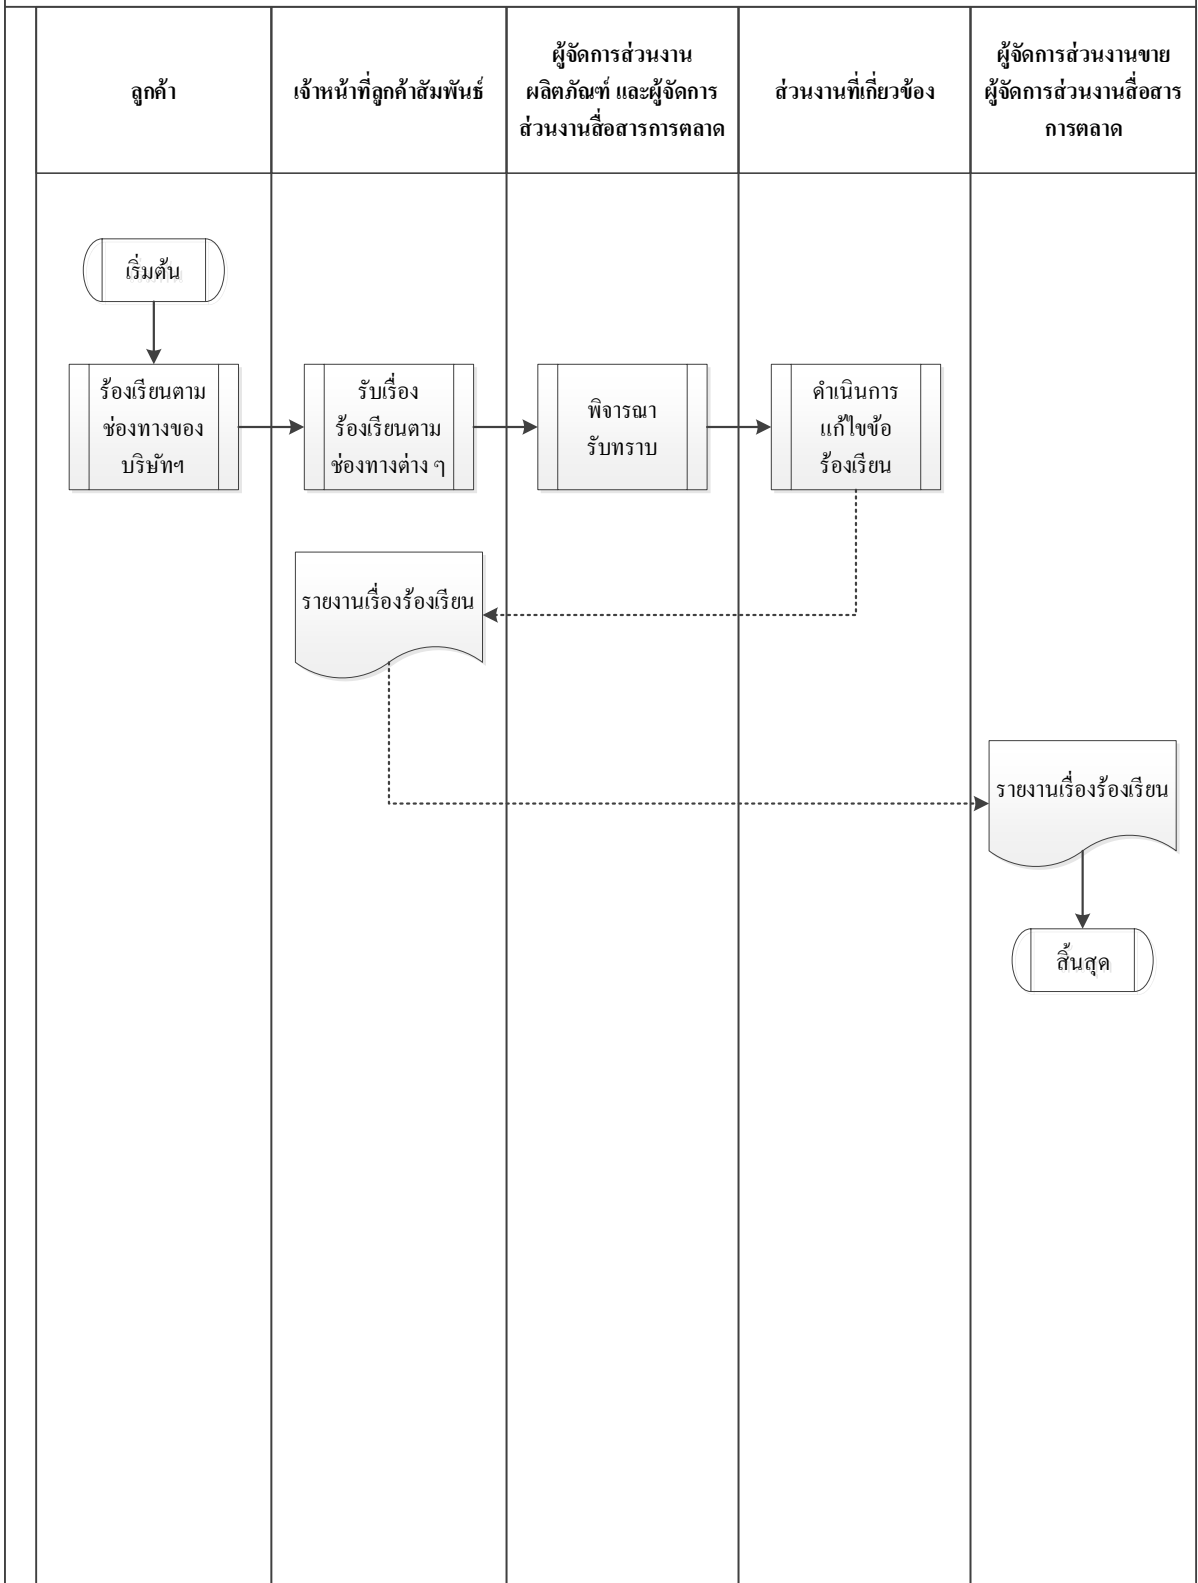 ลูกค้า
เจ้าหน้าที่ลูกค้าสัมพันธ์
ผู้จัดการส่วนงาน
ผลิตภัณฑ์ และผู้จัดการ
ส่วนงานสื่อสารการตลาด
ส่วนงานที่เกี่ยวข้อง
ผู้จัดการส่วนงานขาย
ผู้จัดการส่วนงานสื่อสาร
การตลาด
เริ่มต้น
ร้องเรียนตาม
ช่องทางของ
บริษัทฯ
รับเรื่อง
ร้องเรียนตาม
ช่องทางต่าง ๆ
พิจารณา
รับทราบ
ดำเนินการ
แก้ไขข้อ
ร้องเรียน
รายงานเรื่องร้องเรียน
รายงานเรื่องร้องเรียน
สิ้นสุด